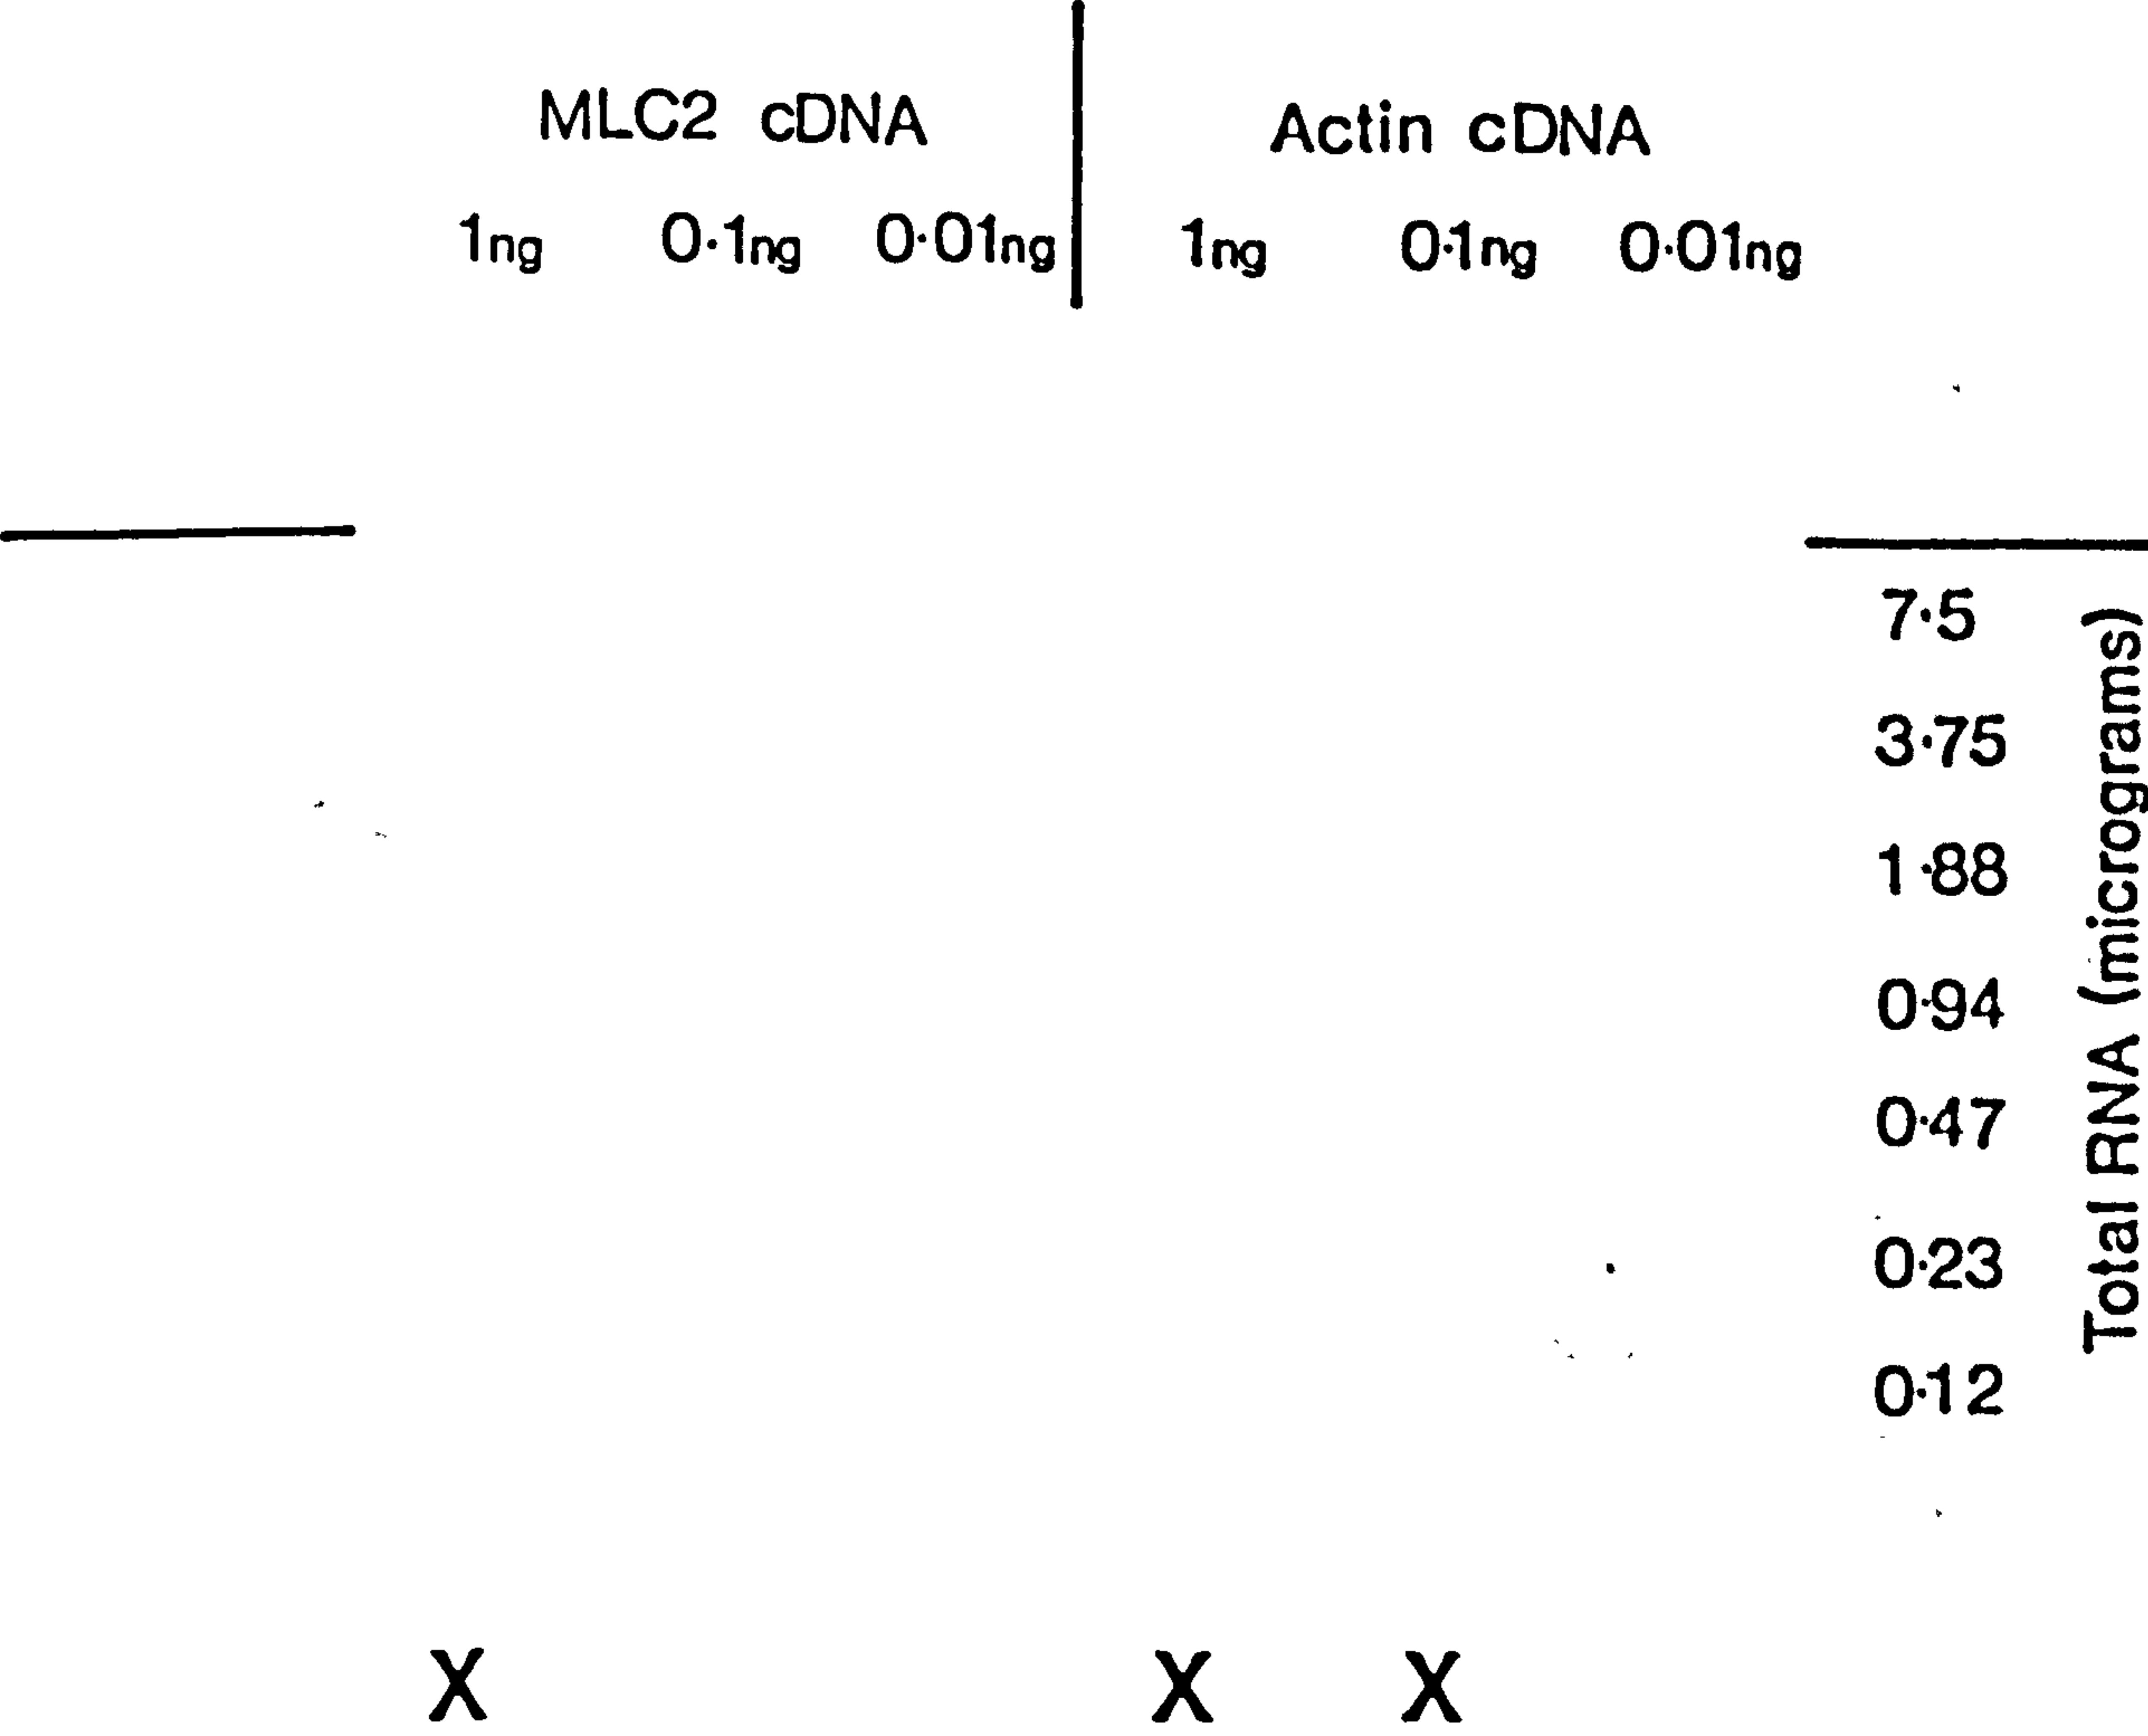 MLC2 cDNA
Actin cDNA
1ng 0·1ng 0·01ng
1ng 0·1ng 0·01ng
7·5
3·75
1·88
0·94
0·47
0·23
0·12
Total RNA (micrograms)
X X X